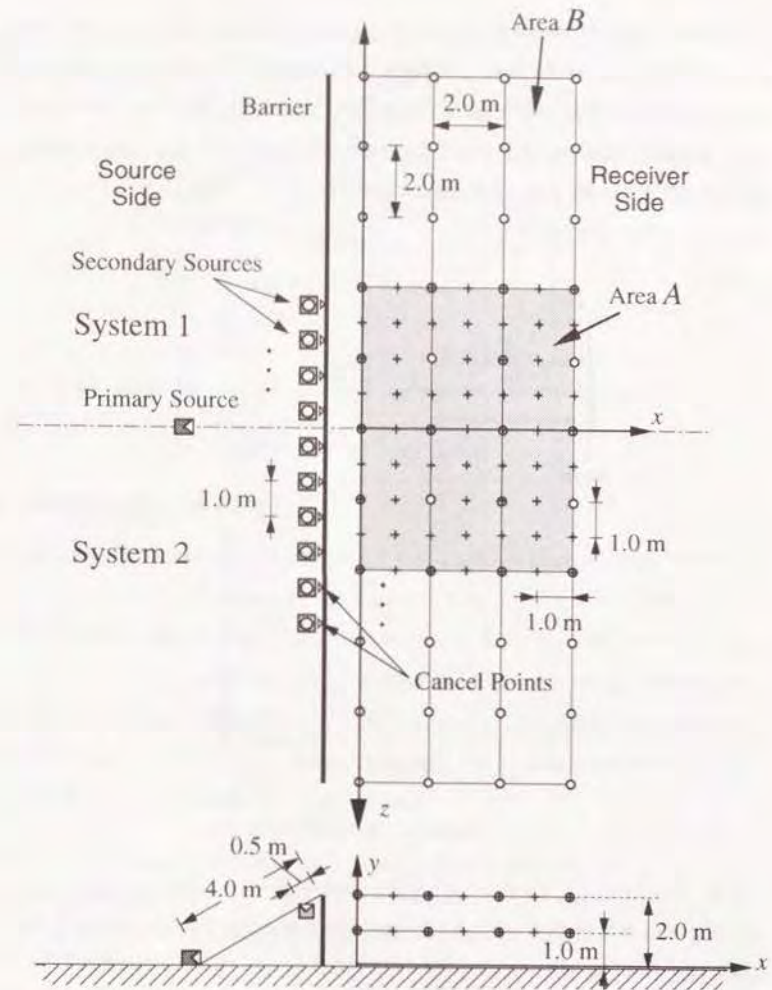 Area B
Barrier
2.0 m
Source
Side
2.0 m
Receiver
Side
Secondary Sources
System 1
Area A
Primary Source
x
1.0 m
1.0 m
System 2
1.0 m
Cancel Points
z
0.5 m
y
4.0 m
2.0 m
1.0 m
x